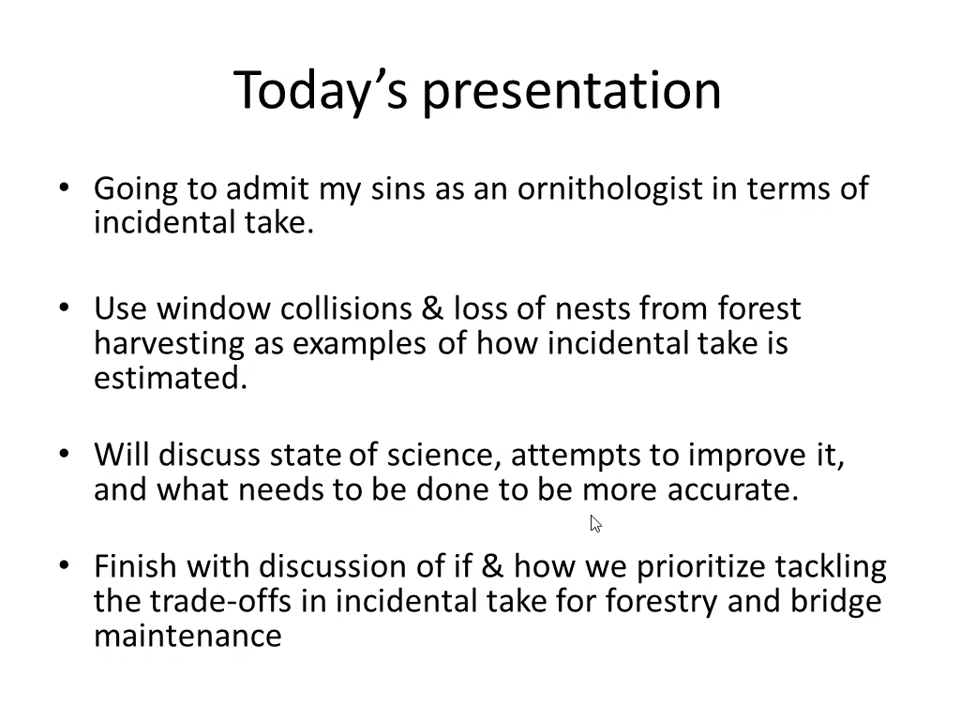 Today’s presentation
• Going to admit my sins as an ornithologist in terms of
incidental take.
• Use window collisions & loss of nests from forest
harvesting as examples of how incidental take is
estimated.
• Will discuss state of science, attempts to improve it,
and what needs to be done to be more accurate.
• Finish with discussion of if & how we prioritize tackling
the trade-offs in incidental take for forestry and bridge
maintenance